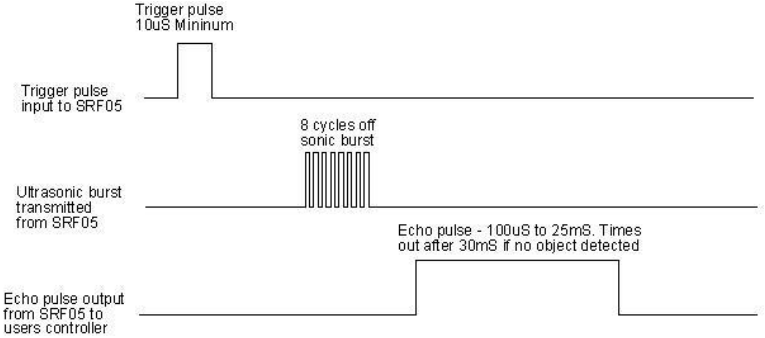 Trigger pulse
10uS Mininum
Trigger pulse
input to SRF05
8 cycles off
sonic burst
Ultrasonic burst
transmitted
from SRF05
Echo pulse - 100uS to 25mS. Times
out after 30mS if no object detected
Echo pulse output
from SRF05 to
users controller